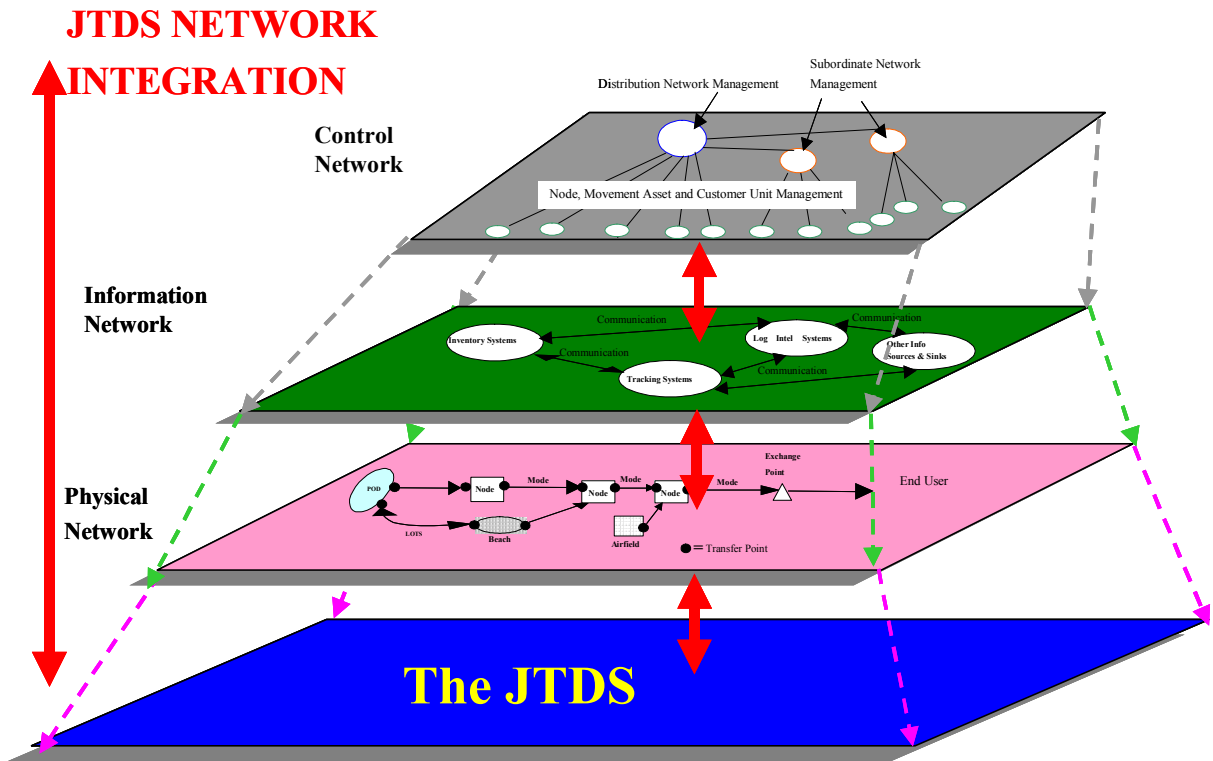 JTDS NETWORK
INTEGRATION
Distribution Network Management
Subordinate Network
Management
Control
Network
Node, Movement Asset and Customer Unit Management
Information
Network
Communication
Communication
Inventory Systems
Log Intel Systems
Other Info
Sources & Sinks
Communication
Communication
Tracking Systems
Physical
Network
Exchange
Point
POD
Node
Mode
Node
Mode
Node
Mode
End User
LOTS
Beach
Airfield
= Transfer Point
The JTDS